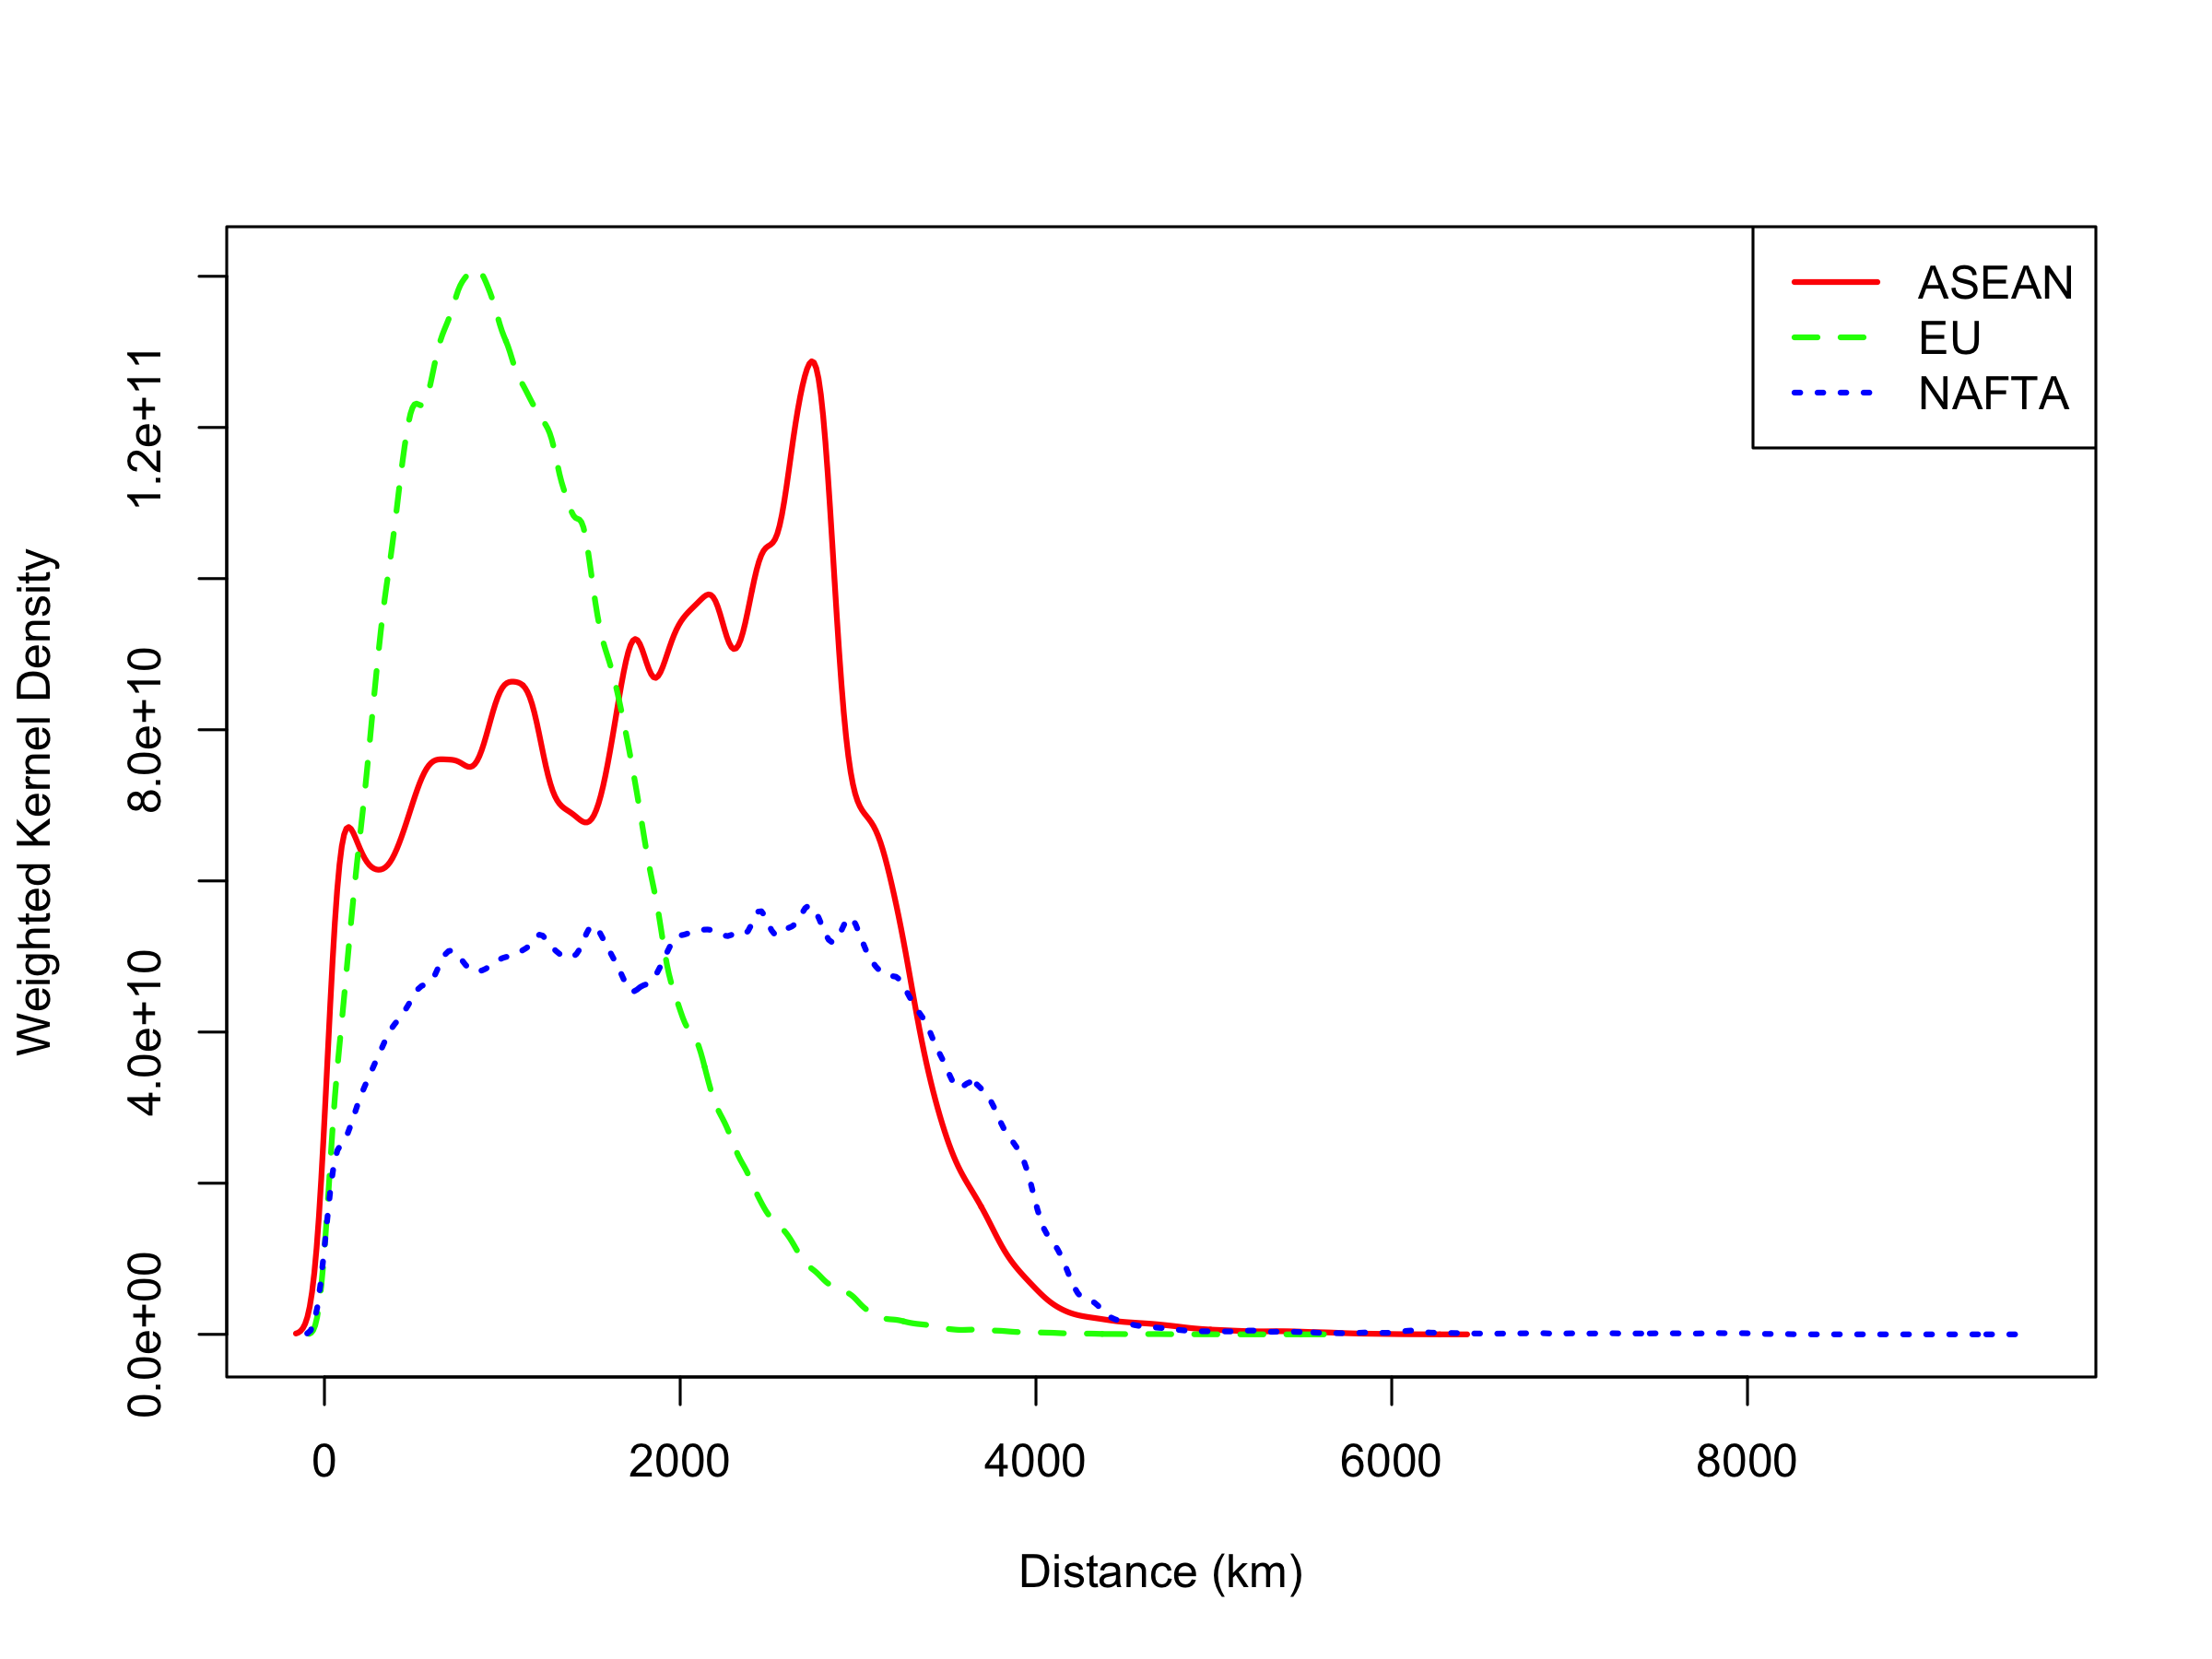 ASEAN
EU
NAFTA
Weighted Kernel Density
1.2e+11
8.0e+10
4.0e+10
0.0e+00
0 2000 4000 6000 8000
Distance (km)